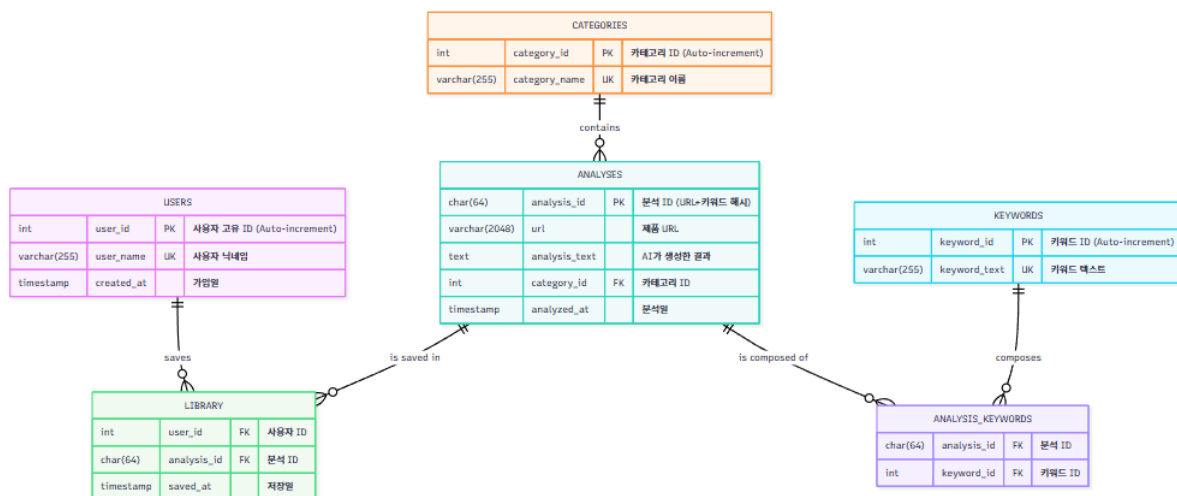 CATEGORIES
int category_id PK 카테고리 ID (Auto-increment)
varchar(255) category_name UK 카테고리 이름
contains
ANALYSES
char(64) analysis_id PK 분석 ID (URL+키워드 해시)
varchar(2048) url 제품 URL
text analysis_text AI가 생성한 결과
int category_id FK 카테고리 ID
timestamp analyzed_at 분석일
USERS
int user_id PK 사용자 고유 ID (Auto-increment)
varchar(255) user_name UK 사용자 닉네임
timestamp created_at 가입일
KEYWORDS
int keyword_id PK 키워드 ID (Auto-increment)
varchar(255) keyword_text UK 키워드 텍스트
saves
is saved in
is composed of
composes
LIBRARY
int user_id FK 사용자 ID
char(64) analysis_id FK 분석 ID
timestamp saved_at 저장일
ANALYSIS_KEYWORDS
char(64) analysis_id FK 분석 ID
int keyword_id FK 키워드 ID